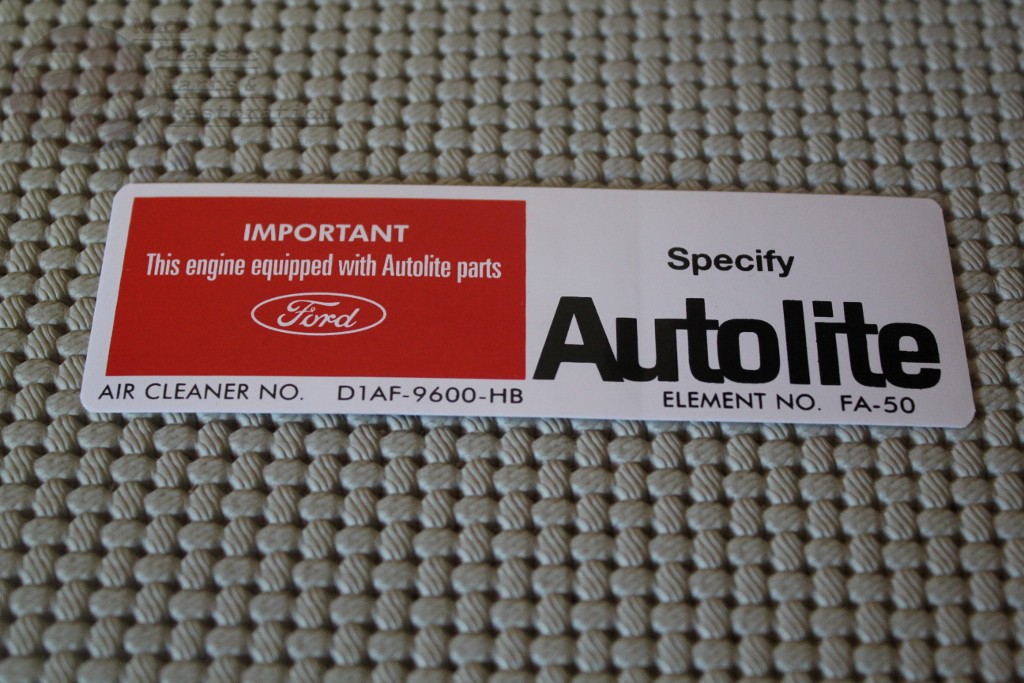 IMPORTANT
This engine equipped with Autolite parts
Ford
AIR CLEANER NO. D1AF-9600-HB
Specify
Autolite
ELEMENT NO. FA-50